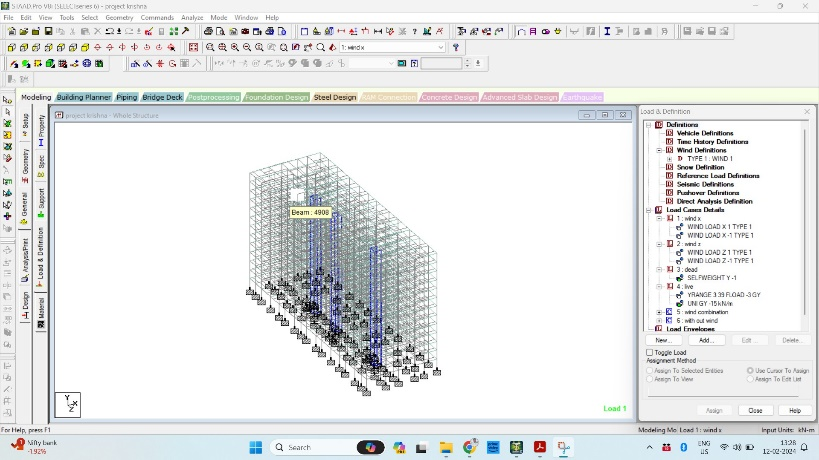 STAAD.Pro V8i (SELECTseries 6) - project krishna
File Edit View Tools Select Geometry Commands Analyze Mode Window Help
1: wind x
Modeling Building Planner Piping Bridge Deck Postprocessing Foundation Design Steel Design RAM Connection Concrete Design Advanced Slab Design Earthquake
project krishna - Whole Structure
Setup
Geometry
General
Analysis/Print
Design
Property
Spec
Support
Load & Definition
Material
Beam : 4908
Y
X
Z
Load 1
Load & Definition
Definitions
Vehicle Definitions
Time History Definitions
Wind Definitions
TYPE 1 : WIND 1
Snow Definition
Reference Load Definitions
Seismic Definitions
Pushover Definitions
Direct Analysis Definition
Load Cases Details
1 : wind x
WIND LOAD X 1 TYPE 1
WIND LOAD X -1 TYPE 1
2 : wind z
WIND LOAD Z 1 TYPE 1
WIND LOAD Z -1 TYPE 1
3 : dead
SELFWEIGHT Y -1
4 : live
YRANGE 3 39 FLOAD -3 GY
UNI GY -15 kN/m
5 : wind combination
6 : with out wind
Load Envelopes
New... Add... Edit... Delete...
Toggle Load
Assignment Method
Assign To Selected Entities Use Cursor To Assign
Assign To View Assign To Edit List
Assign Close Help
For Help, press F1
Modeling Mo Load 1 : wind x Input Units: kN-m
Nifty bank
-1.92%
Search
ENG
US
13:28
12-02-2024